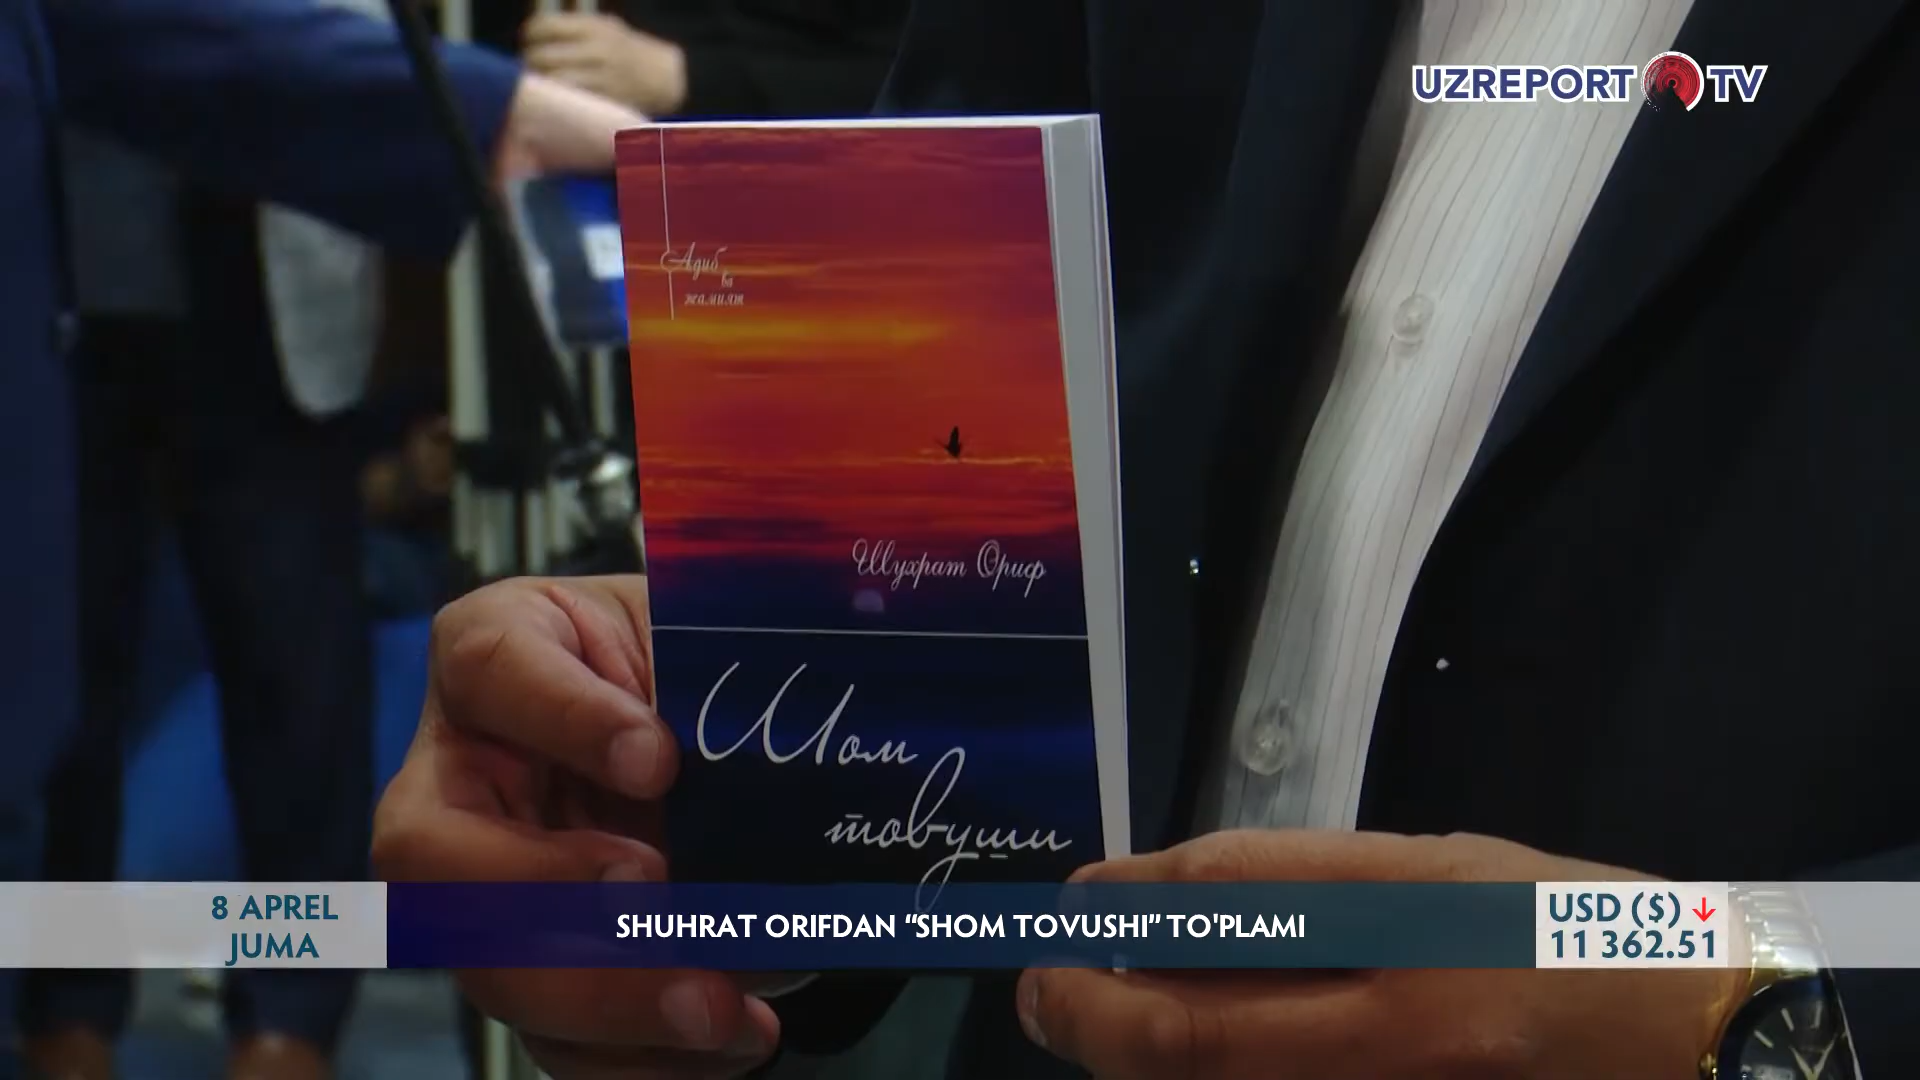 UZREPORT TV
Адиб
ва
жамият
Шухрат Ориф
Шом
товуши
8 APREL
JUMA
SHUHRAT ORIFDAN “SHOM TOVUSHI” TO'PLAMI
USD ($)
11 362.51